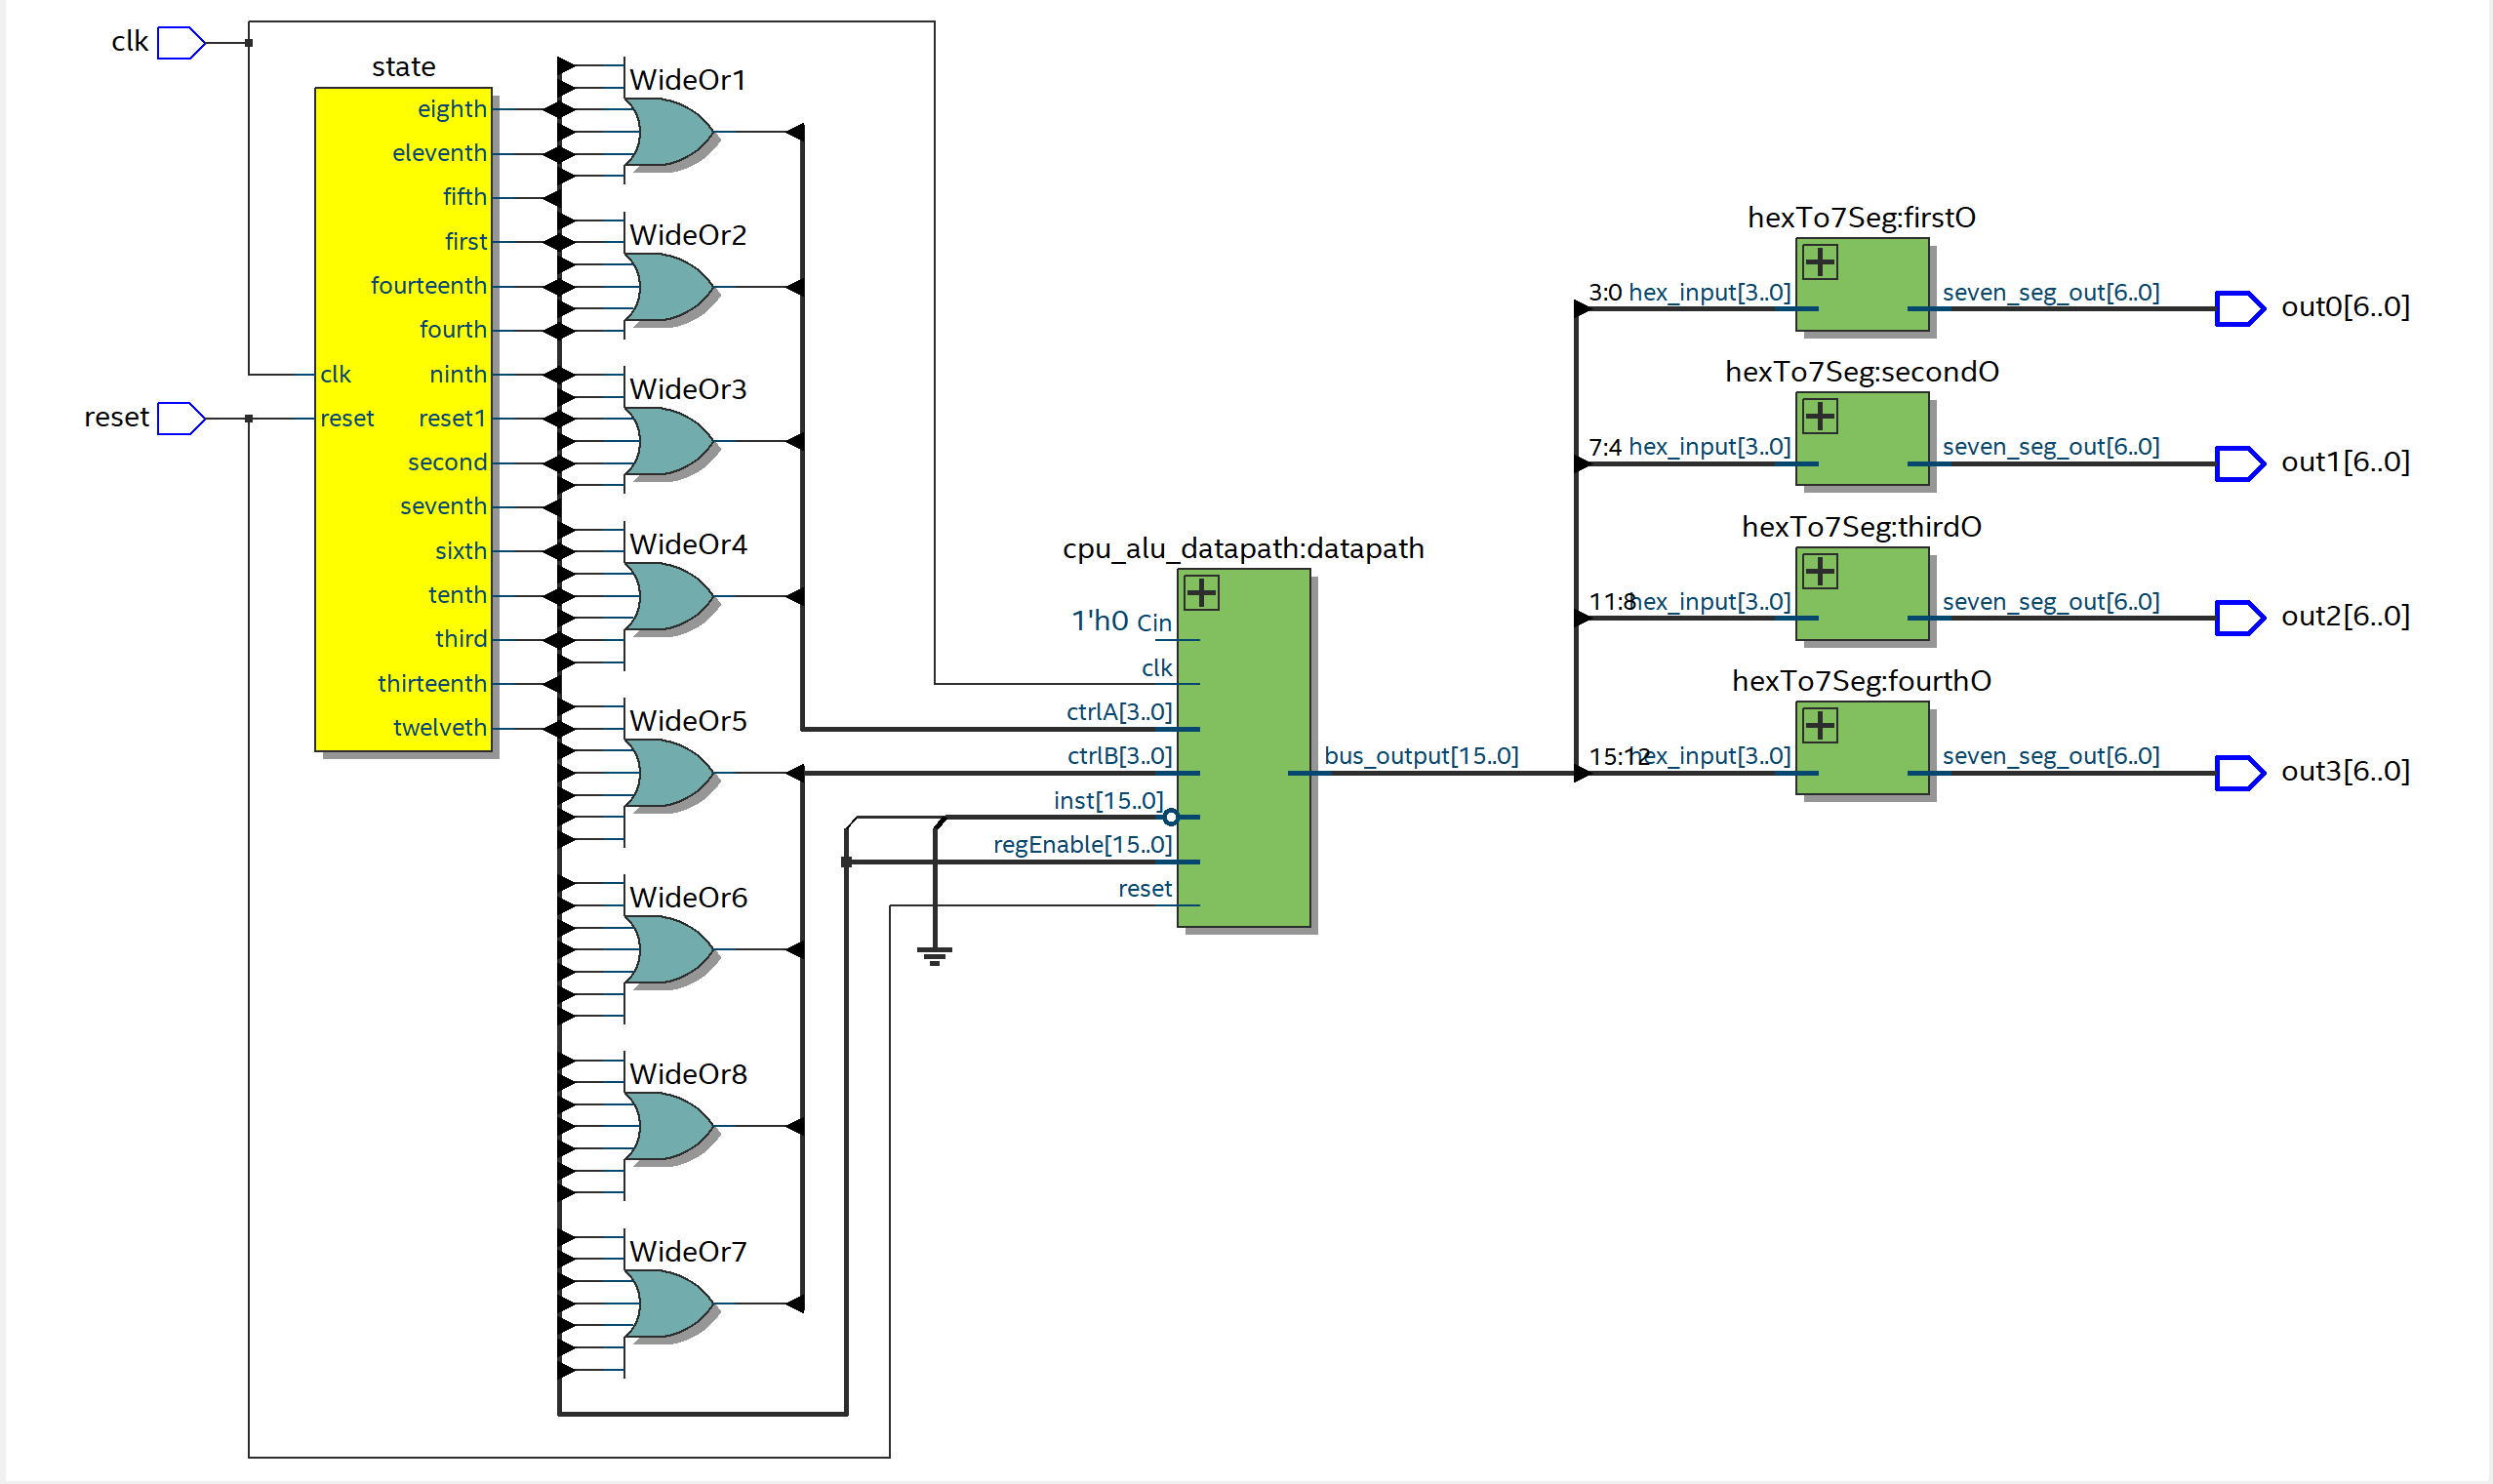 clk
reset
state
eighth
eleventh
fifth
first
fourteenth
fourth
clk
ninth
reset
reset1
second
seventh
sixth
tenth
third
thirteenth
twelveth
WideOr1
WideOr2
WideOr3
WideOr4
WideOr5
WideOr6
WideOr8
WideOr7
cpu_alu_datapath:datapath
1'h0 Cin
clk
ctrlA[3..0]
ctrlB[3..0]
inst[15..0]
regEnable[15..0]
reset
bus_output[15..0]
hexTo7Seg:firstO
3:0 hex_input[3..0]
seven_seg_out[6..0]
out0[6..0]
hexTo7Seg:secondO
7:4 hex_input[3..0]
seven_seg_out[6..0]
out1[6..0]
hexTo7Seg:thirdO
11:8 hex_input[3..0]
seven_seg_out[6..0]
out2[6..0]
hexTo7Seg:fourthO
15:12 hex_input[3..0]
seven_seg_out[6..0]
out3[6..0]